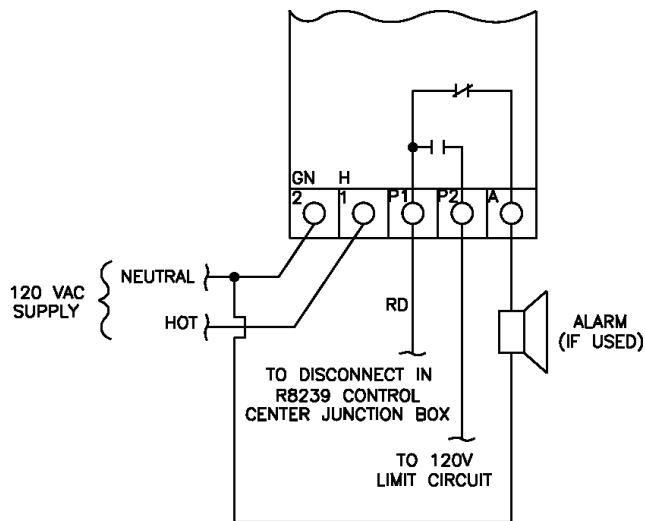 GN H
2 1 P1 P2 A
120 VAC
SUPPLY
NEUTRAL
HOT
RD
ALARM
(IF USED)
TO DISCONNECT IN
R8239 CONTROL
CENTER JUNCTION BOX
TO 120V
LIMIT CIRCUIT